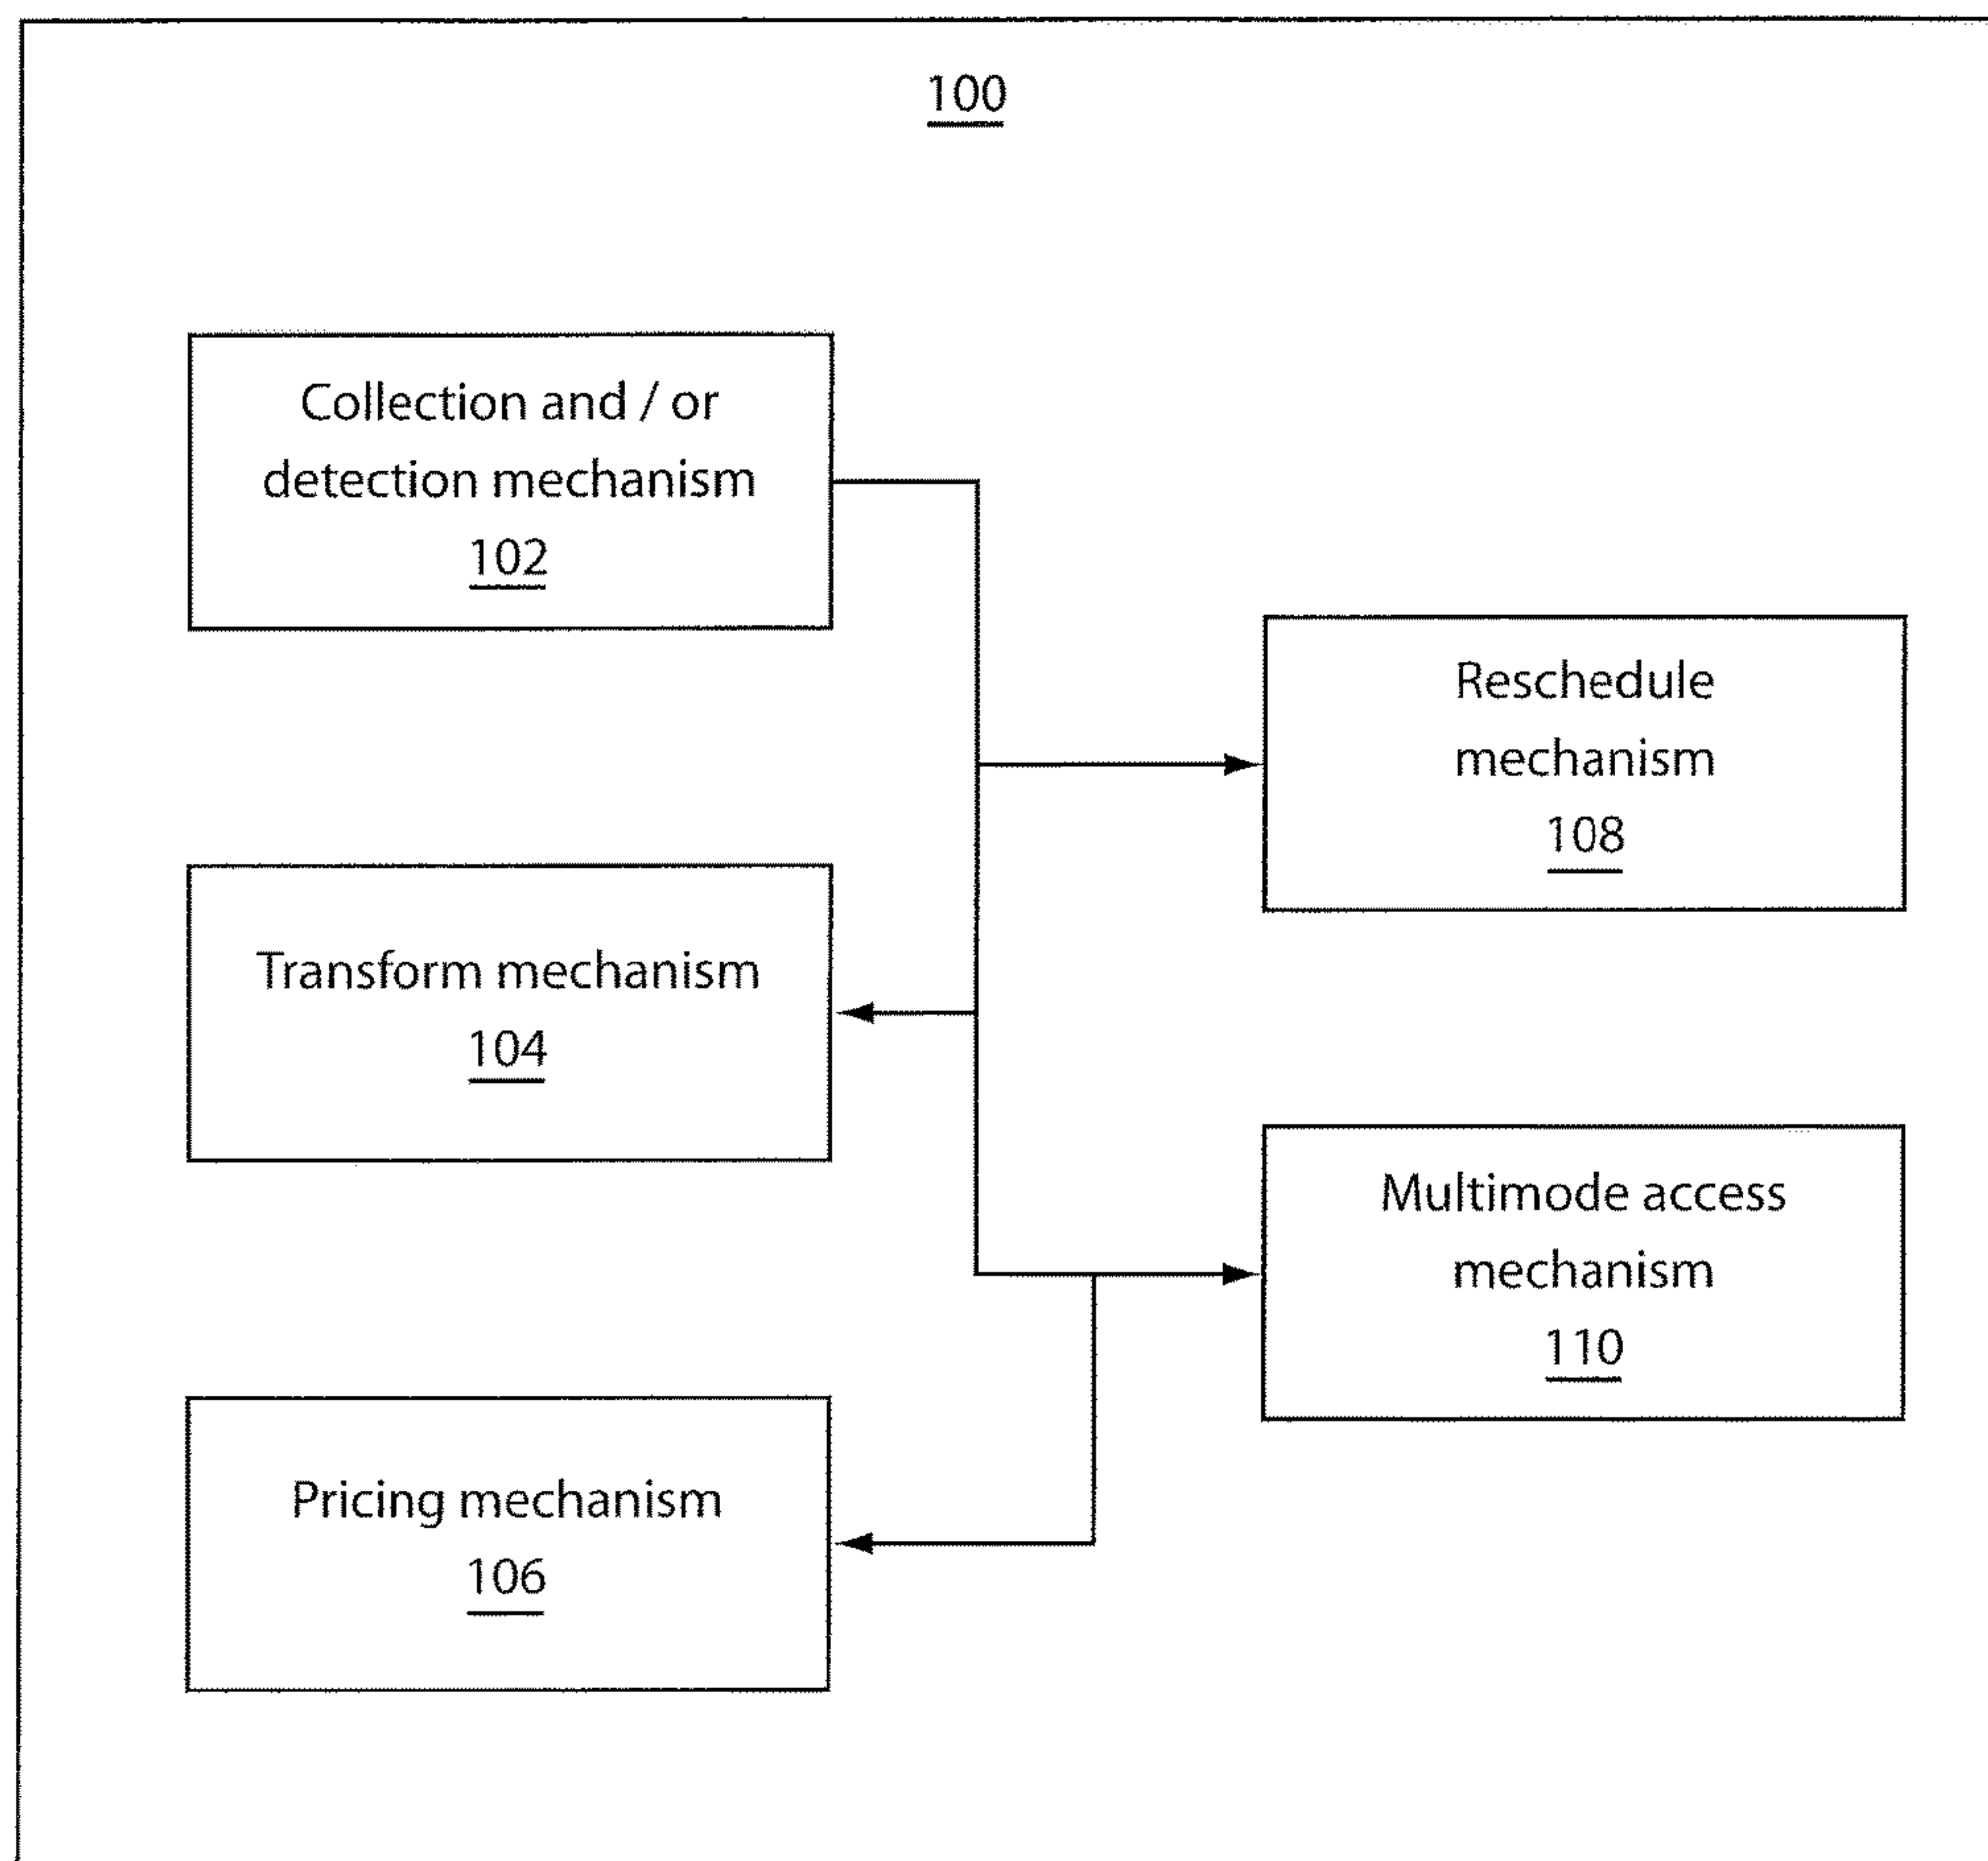 100
Collection and / or
detection mechanism
102
Reschedule
mechanism
108
Transform mechanism
104
Multimode access
mechanism
110
Pricing mechanism
106